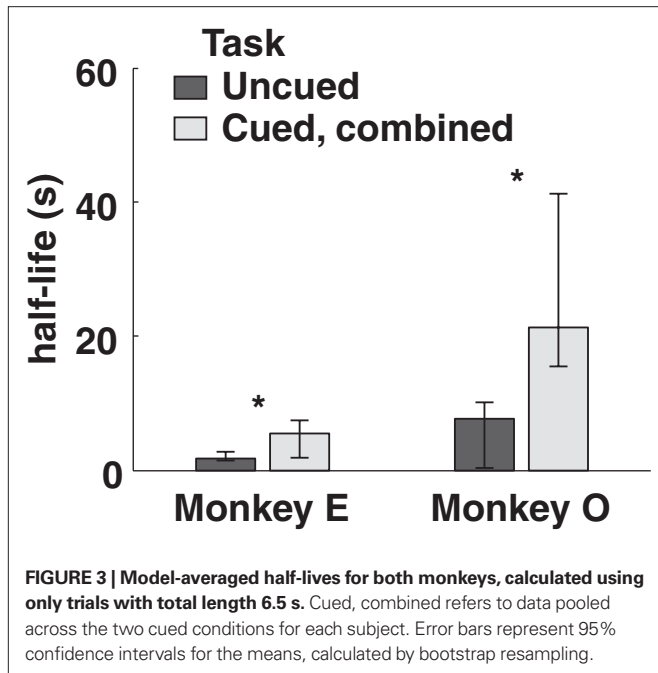 Task
Uncued
Cued, combined
60
40
20
0
half-life (s)
*
*
Monkey E
Monkey O
FIGURE 3 | Model-averaged half-lives for both monkeys, calculated using
only trials with total length 6.5 s. Cued, combined refers to data pooled
across the two cued conditions for each subject. Error bars represent 95%
confidence intervals for the means, calculated by bootstrap resampling.